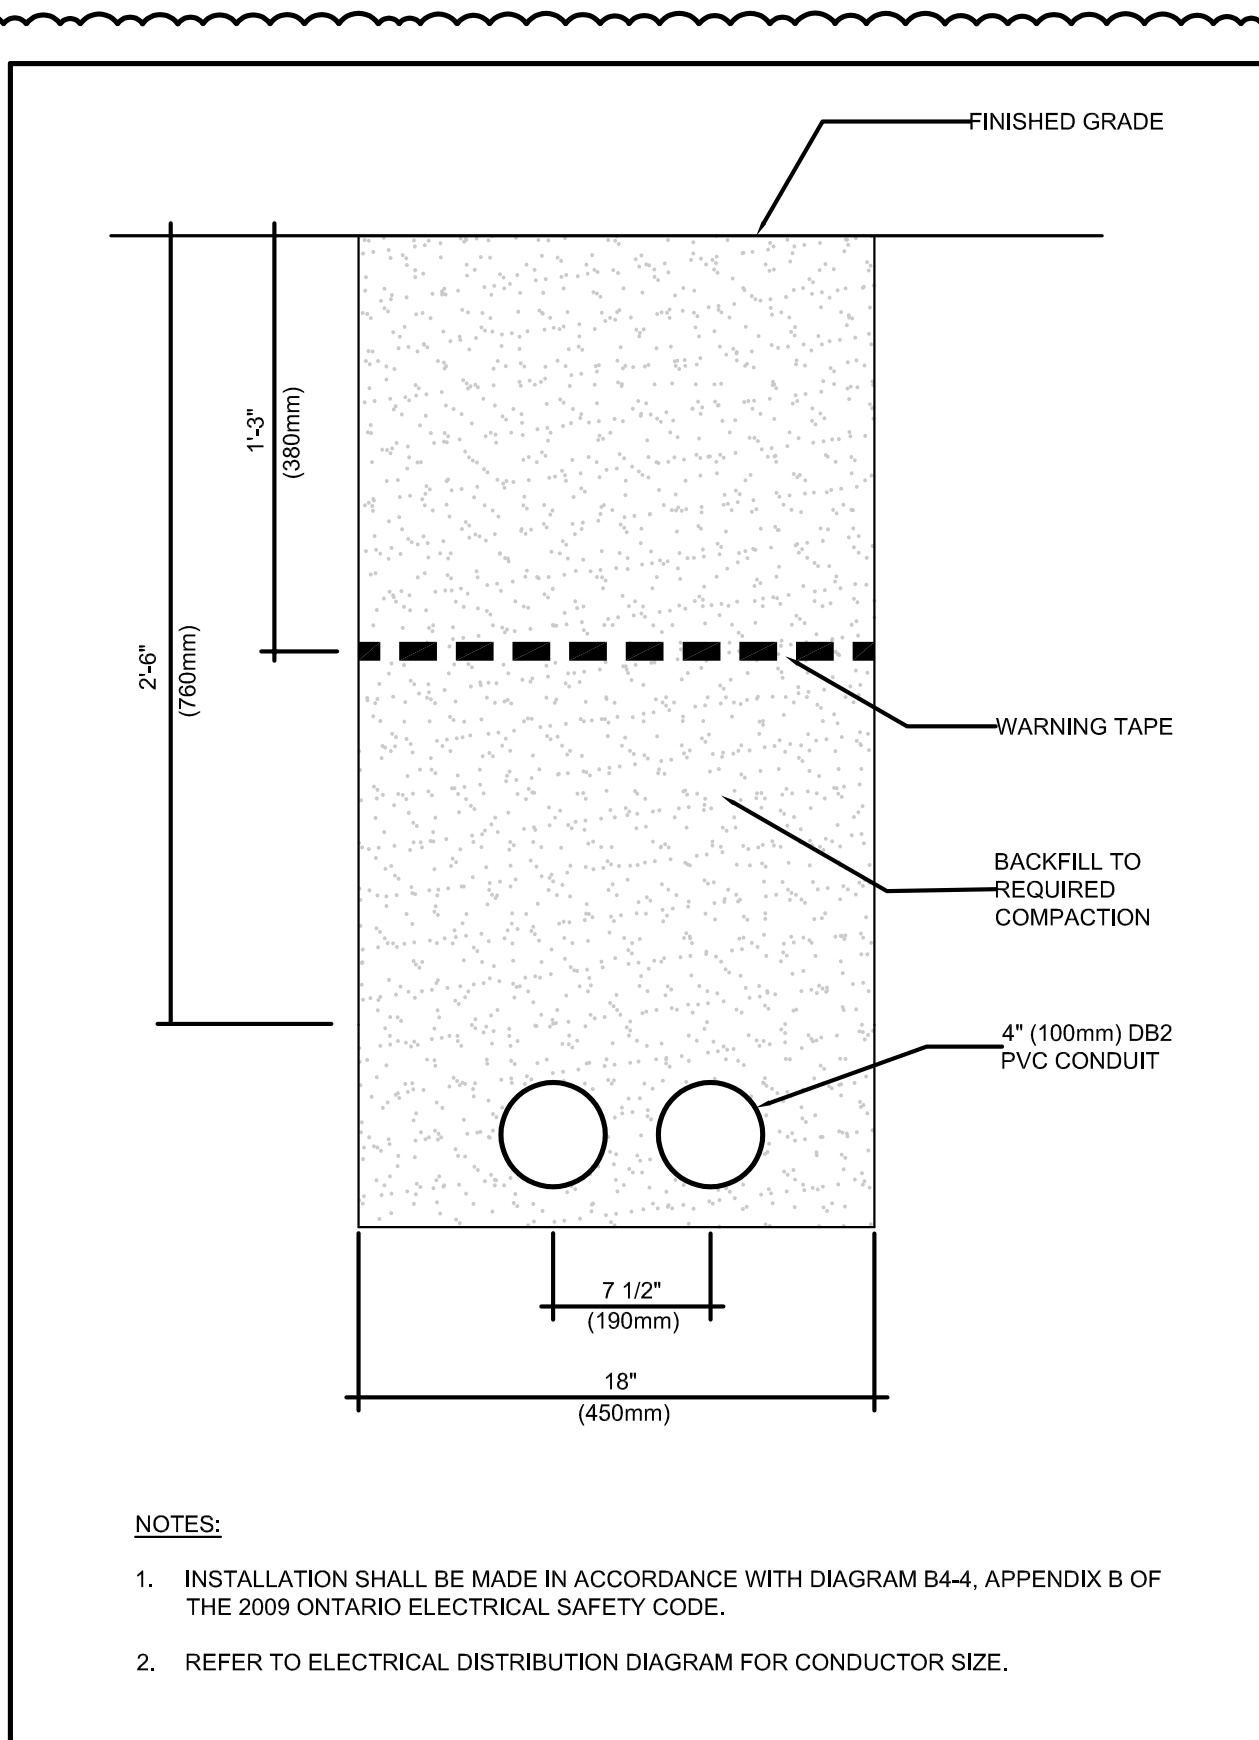 FINISHED GRADE
1'-3"
(380mm)
2'-6"
(760mm)
WARNING TAPE
BACKFILL TO
REQUIRED
COMPACTION
4" (100mm) DB2
PVC CONDUIT
7 1/2"
(190mm)
18"
(450mm)
NOTES:
1. INSTALLATION SHALL BE MADE IN ACCORDANCE WITH DIAGRAM B4-4, APPENDIX B OF
THE 2009 ONTARIO ELECTRICAL SAFETY CODE.
2. REFER TO ELECTRICAL DISTRIBUTION DIAGRAM FOR CONDUCTOR SIZE.